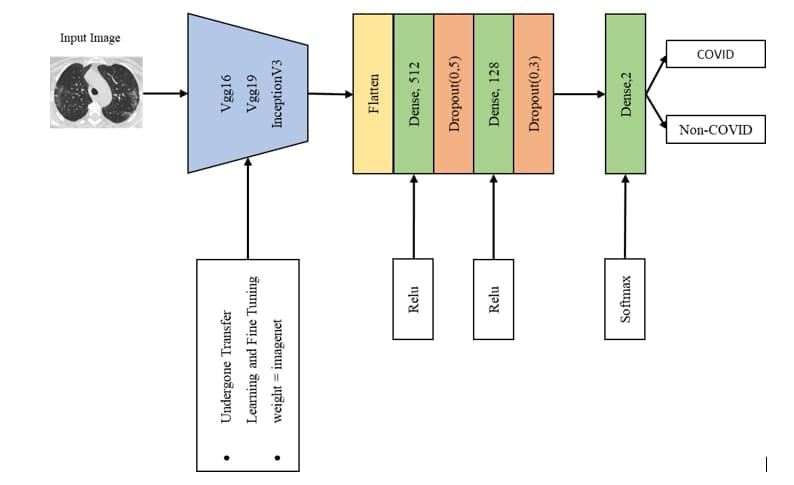 Input Image
Vgg16
Vgg19
InceptionV3
Flatten
Dense, 512
Dropout(0.5)
Dense, 128
Dropout(0.3)
Dense,2
COVID
Non-COVID
• Undergone Transfer
Learning and Fine Tuning
• weight = imagenet
Relu
Relu
Softmax